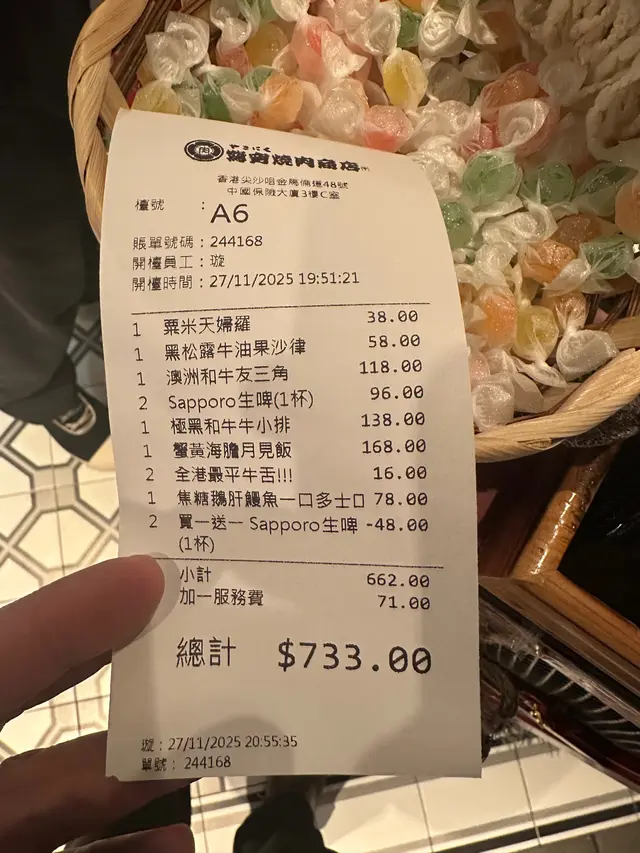 やきにく
燒肉商店
香港尖沙咀金馬倫道48號
中國保險大廈3樓C室
檯號 : A6
賬單號碼 : 244168
開檯員工 : 璇
開檯時間 : 27/11/2025 19:51:21
1 粟米天婦羅 38.00
1 黑松露牛油果沙律 58.00
1 澳洲和牛友三角 118.00
2 Sapporo生啤(1杯) 96.00
1 極黑和牛牛小排 138.00
1 蟹黃海膽月見飯 168.00
2 全港最平牛舌!!! 16.00
1 焦糖鵝肝鰻魚一口多士 78.00
2 買一送一 Sapporo生啤 -48.00
(1杯)
小計 662.00
加一服務費 71.00
總計 $733.00
璇 : 27/11/2025 20:55:35
單號 : 244168